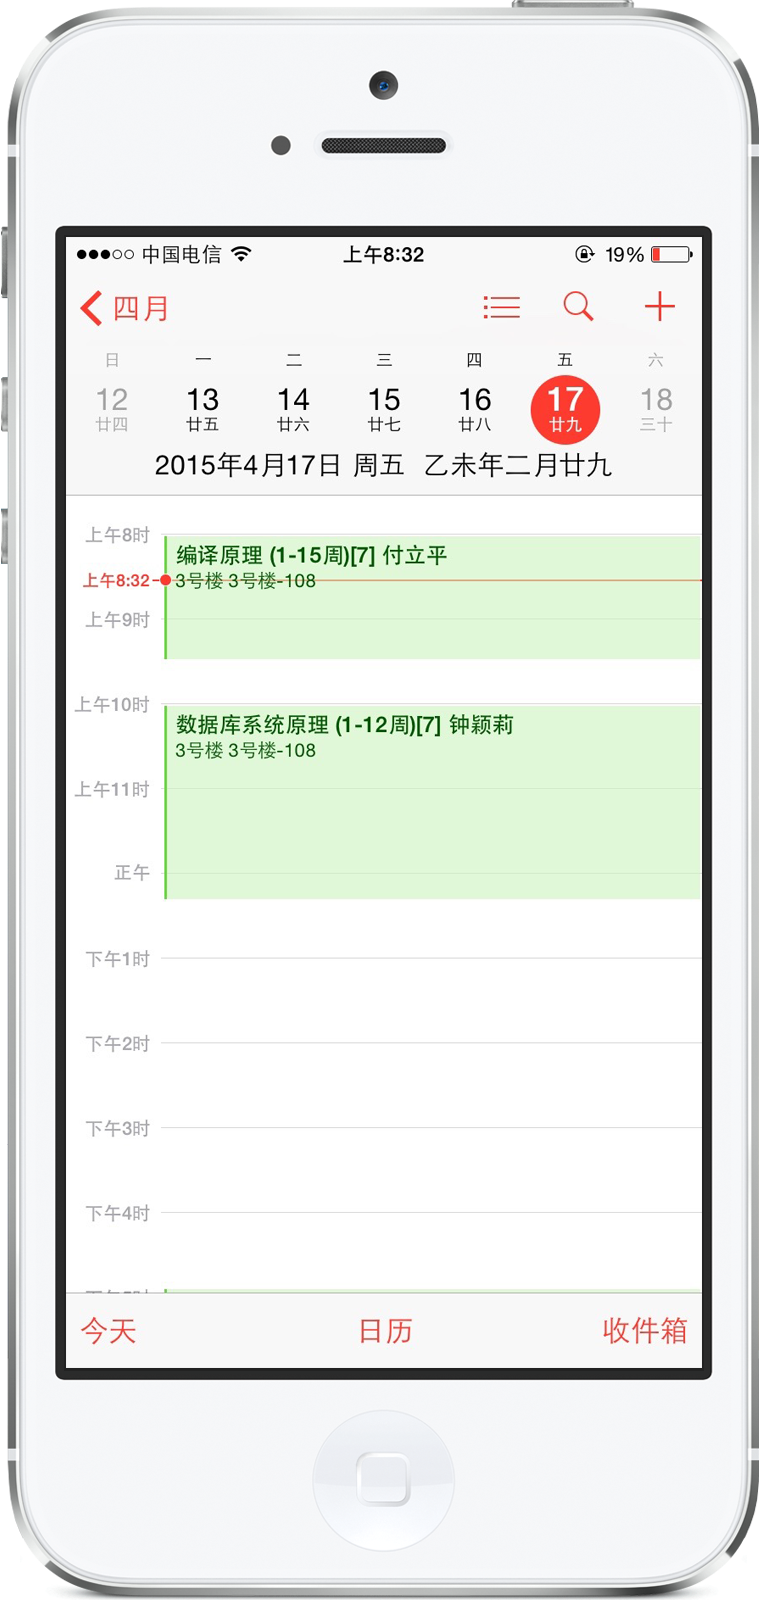 中国电信 上午8:32 19%
四月
日 一 二 三 四 五 六
12 13 14 15 16 17 18
廿四 廿五 廿六 廿七 廿八 廿九 三十
2015年4月17日 周五 乙未年二月廿九
上午8时
编译原理 (1-15周)[7] 付立平
上午8:32 3号楼 3号楼-108
上午9时
上午10时
数据库系统原理 (1-12周)[7] 钟颖莉
3号楼 3号楼-108
上午11时
正午
下午1时
下午2时
下午3时
下午4时
今天 日历 收件箱